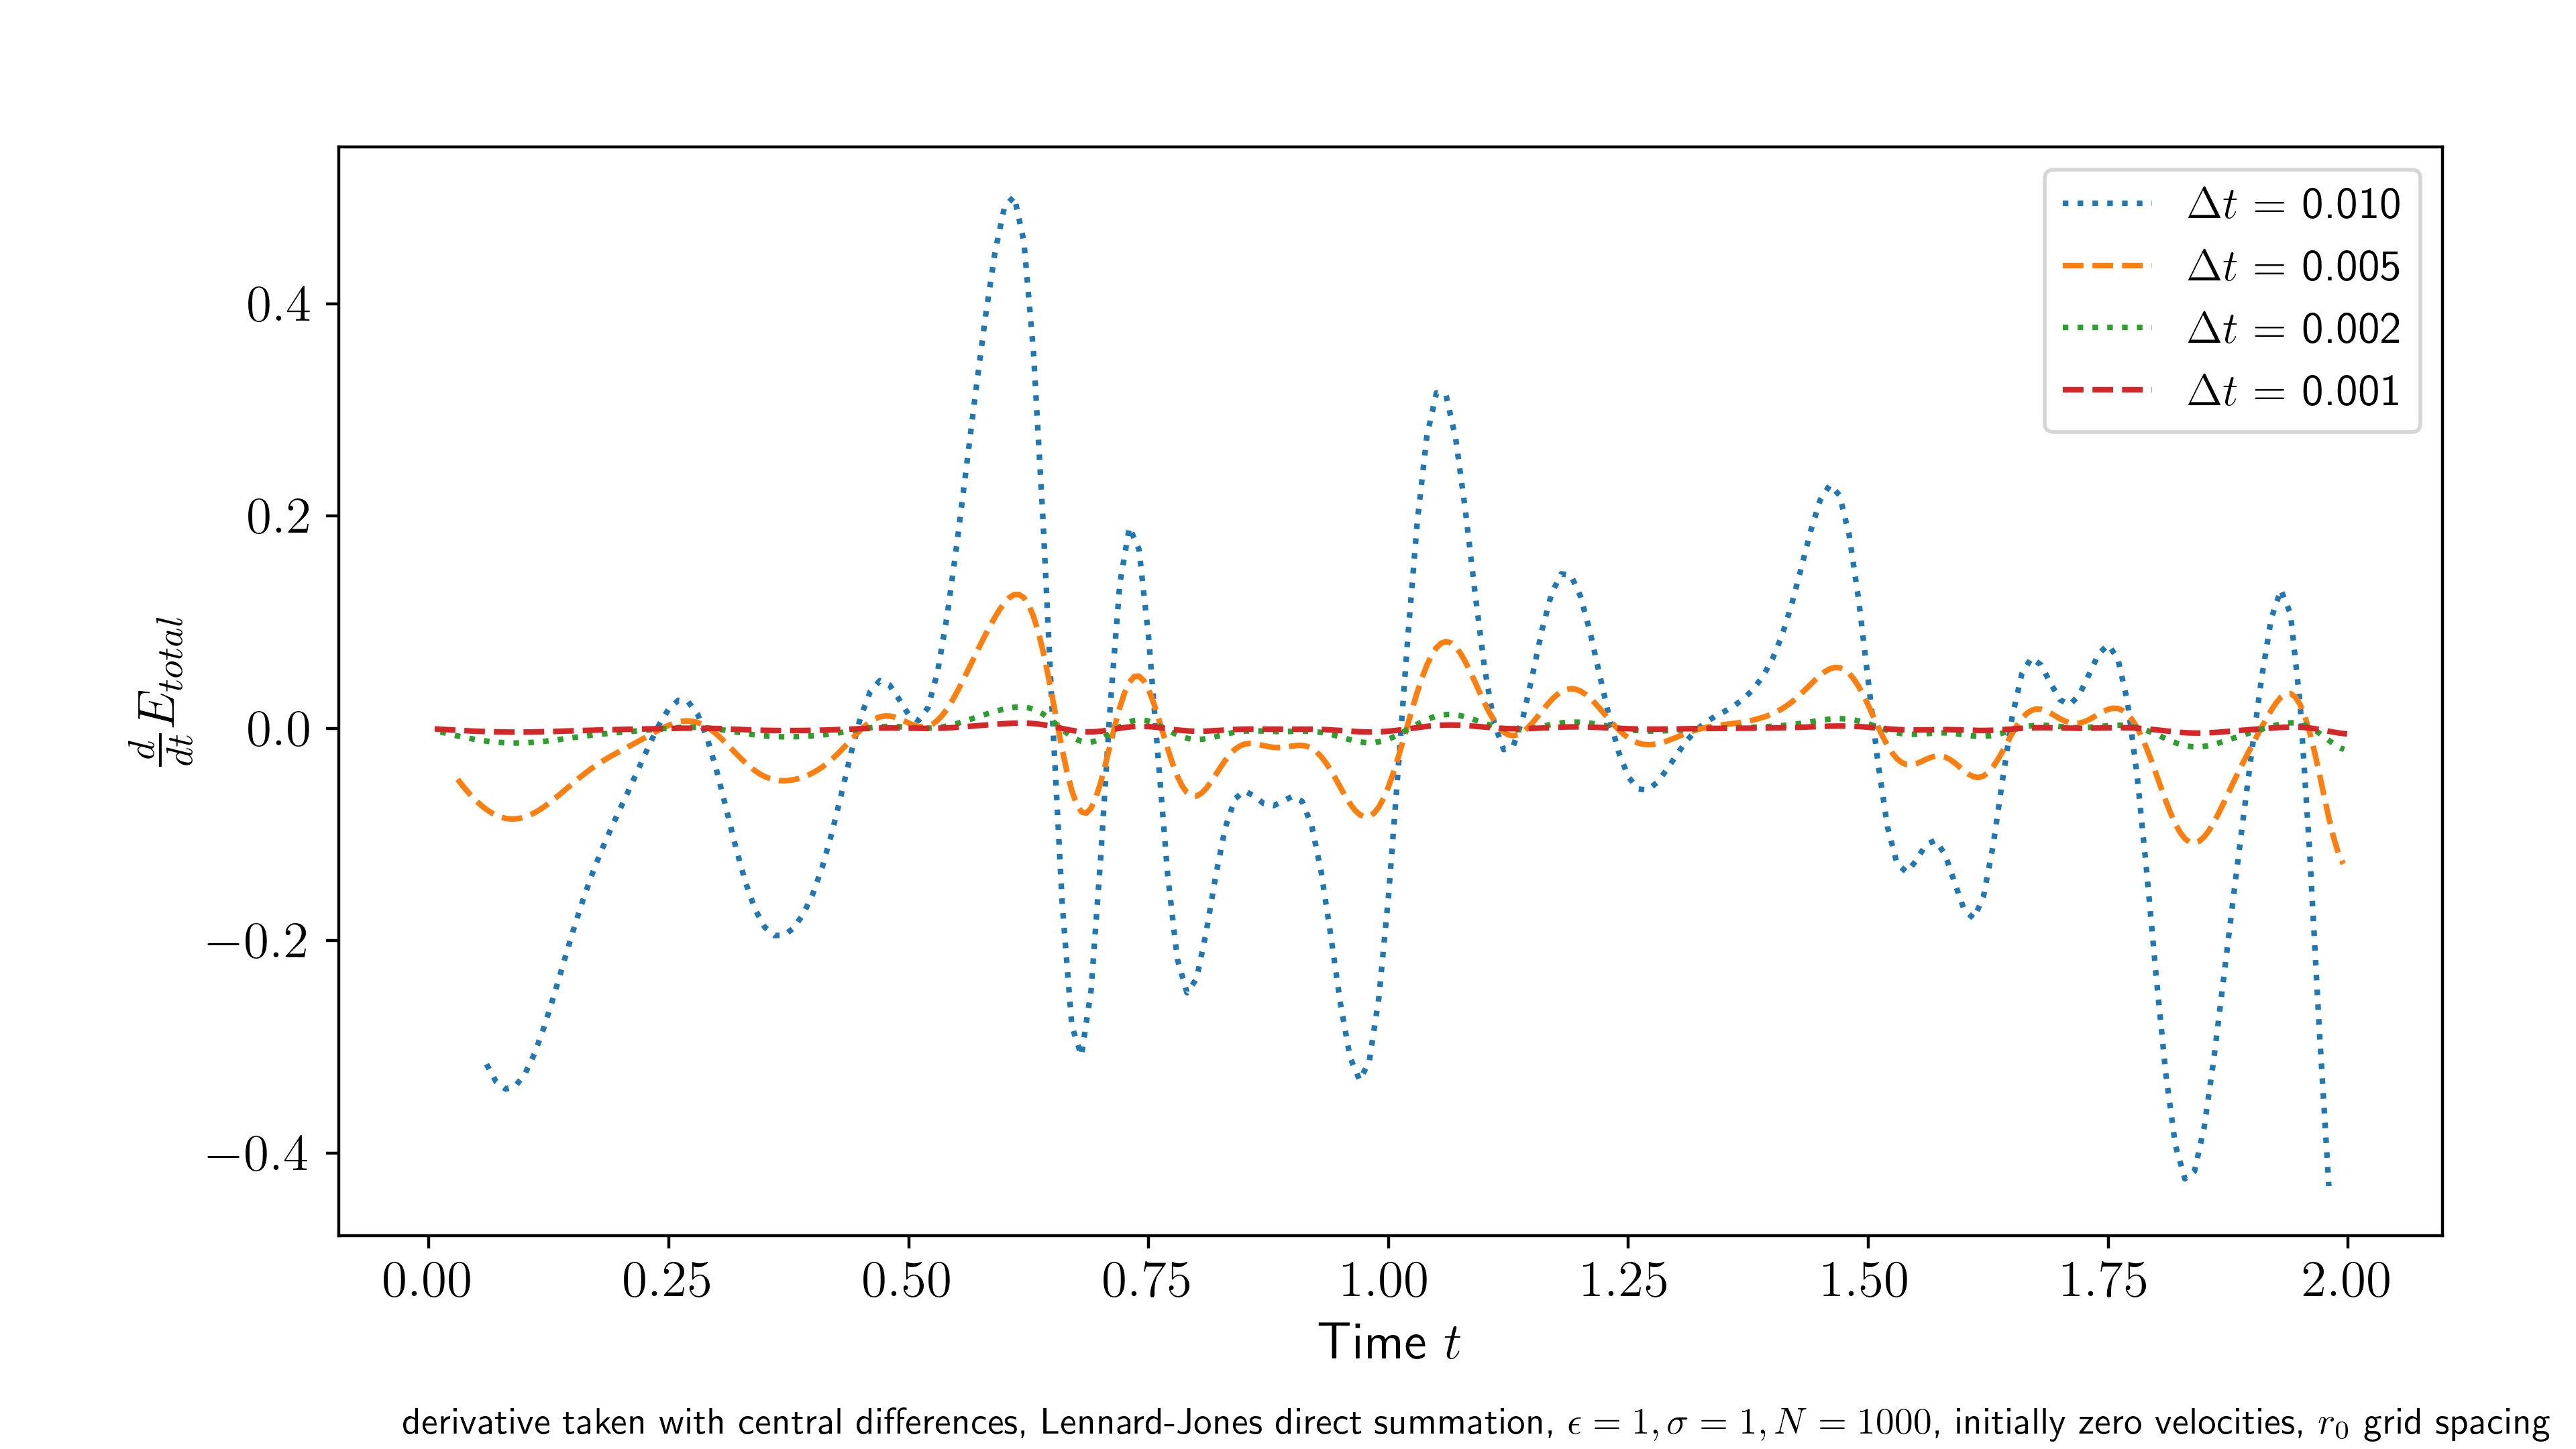 Δt = 0.010
Δt = 0.005
Δt = 0.002
Δt = 0.001
0.4
0.2
0.0
−0.2
−0.4
d/dt E_total
0.00 0.25 0.50 0.75 1.00 1.25 1.50 1.75 2.00
Time t
derivative taken with central differences, Lennard-Jones direct summation, ϵ = 1, σ = 1, N = 1000, initially zero velocities, r₀ grid spacing